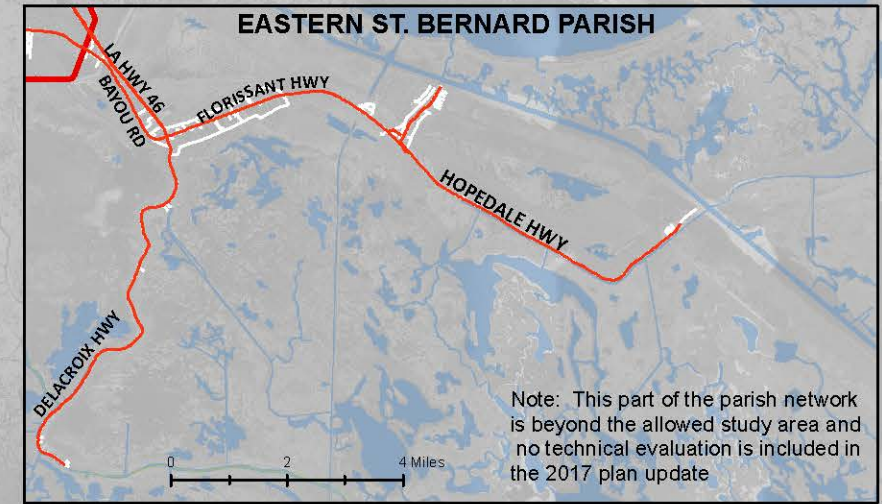 EASTERN ST. BERNARD PARISH
LA HWY 46
BAYOU RD
FLORISSANT HWY
HOPEDALE HWY
DELACROIX HWY
Note: This part of the parish network
is beyond the allowed study area and
no technical evaluation is included in
the 2017 plan update
0 2 4 Miles